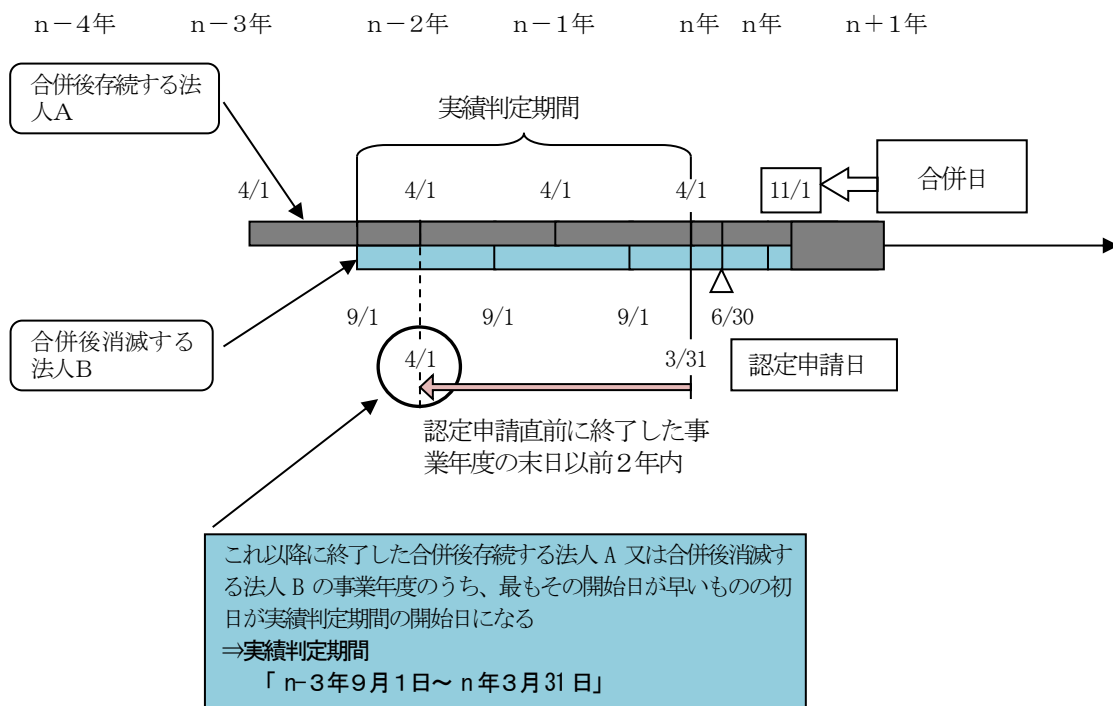 n－4年 n－3年 n－2年 n－1年 n年 n年 n＋1年
合併後存続する法
人A
実績判定期間
4/1 4/1 4/1 4/1 11/1
合併日
合併後消滅する
法人B
9/1 9/1 9/1 6/30
4/1 3/31
認定申請日
認定申請直前に終了した事
業年度の末日以前２年内
これ以降に終了した合併後存続する法人 A 又は合併後消滅す
る法人 B の事業年度のうち、最もその開始日が早いものの初
日が実績判定期間の開始日になる
⇒実績判定期間
「 n-3年９月１日～ n 年３月31 日」